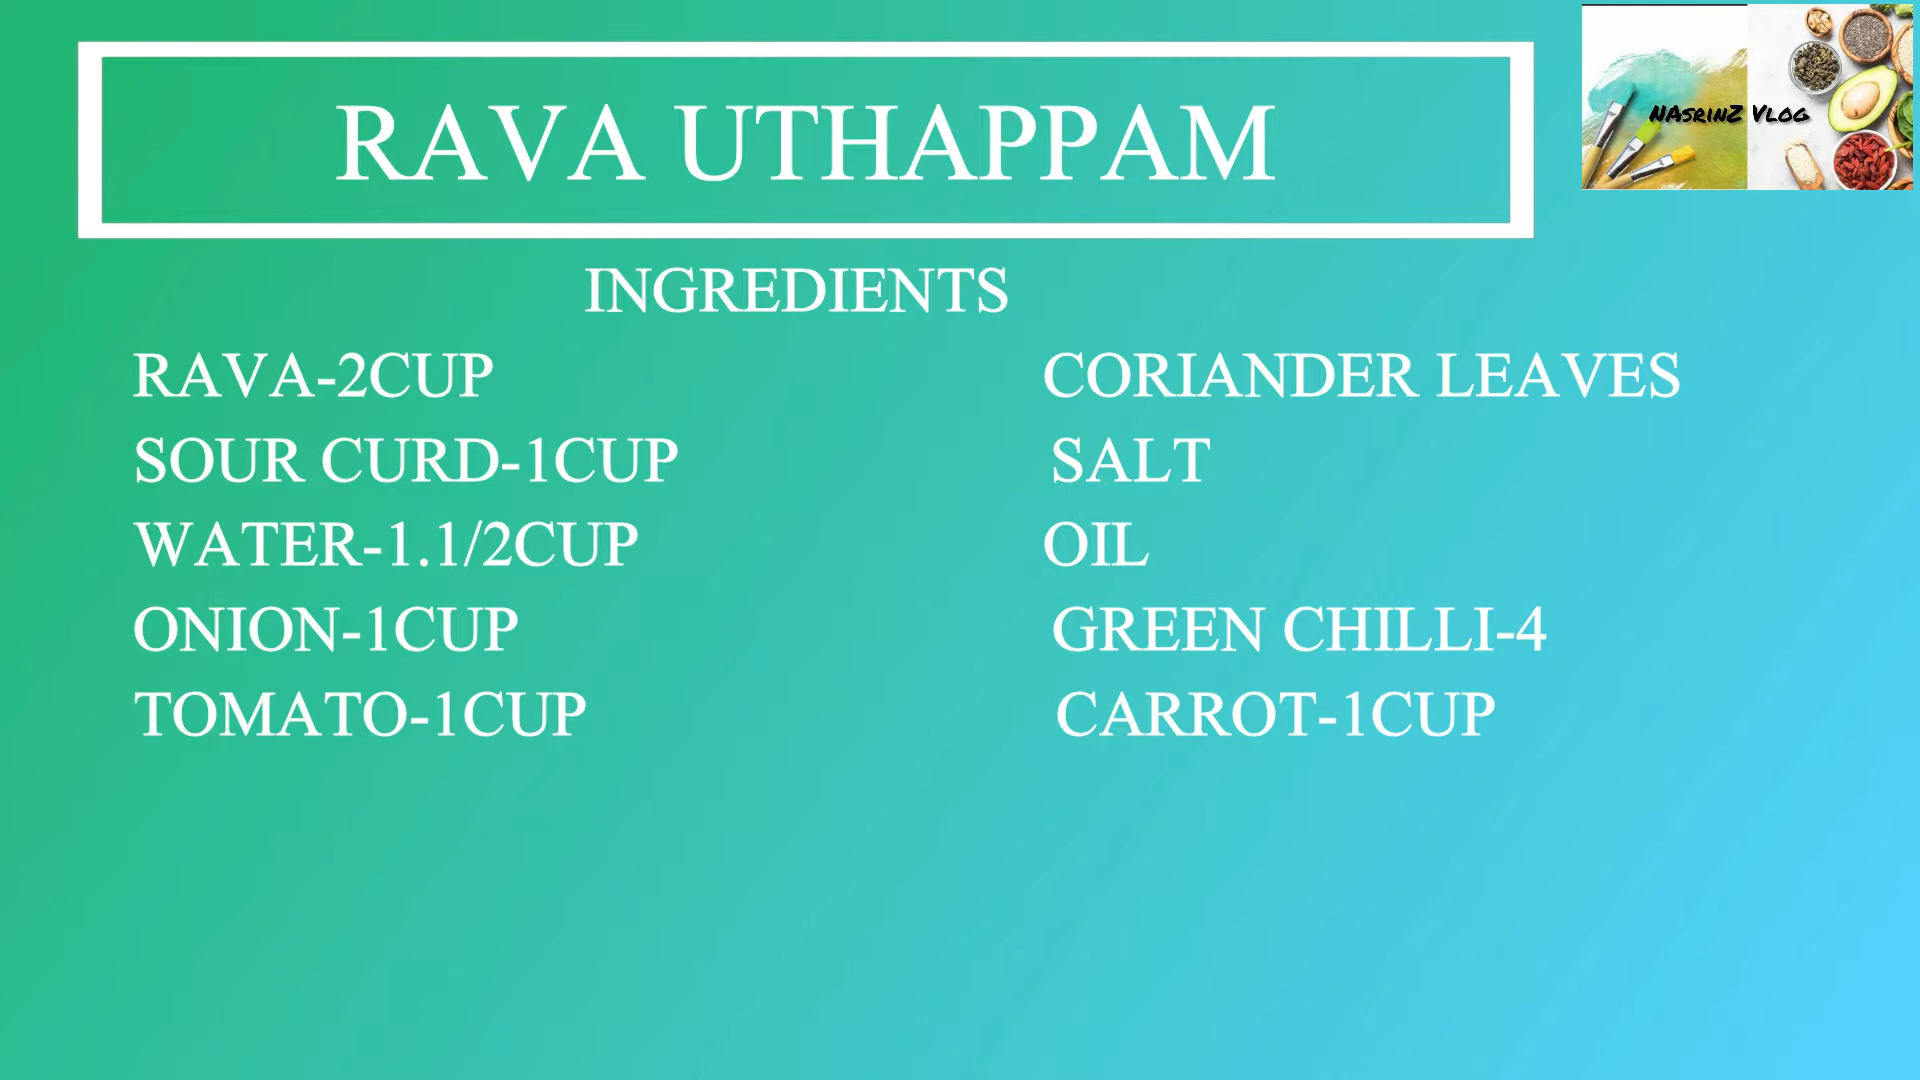 RAVA UTHAPPAM
NAsrinZ Vlog
INGREDIENTS
RAVA-2CUP
SOUR CURD-1CUP
WATER-1.1/2CUP
ONION-1CUP
TOMATO-1CUP
CORIANDER LEAVES
SALT
OIL
GREEN CHILLI-4
CARROT-1CUP